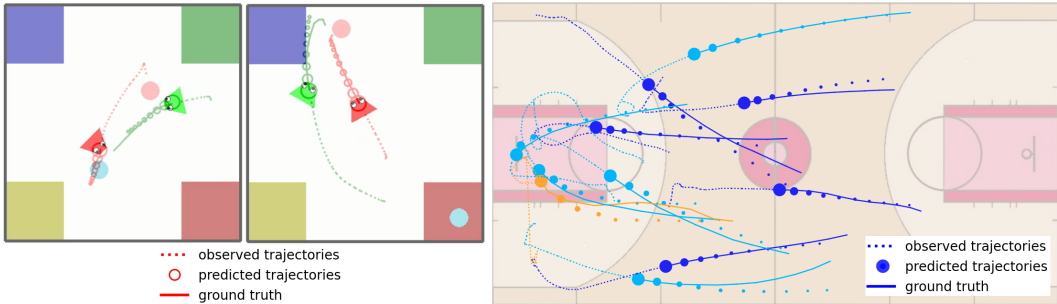 observed trajectories
predicted trajectories
ground truth
observed trajectories
predicted trajectories
ground truth